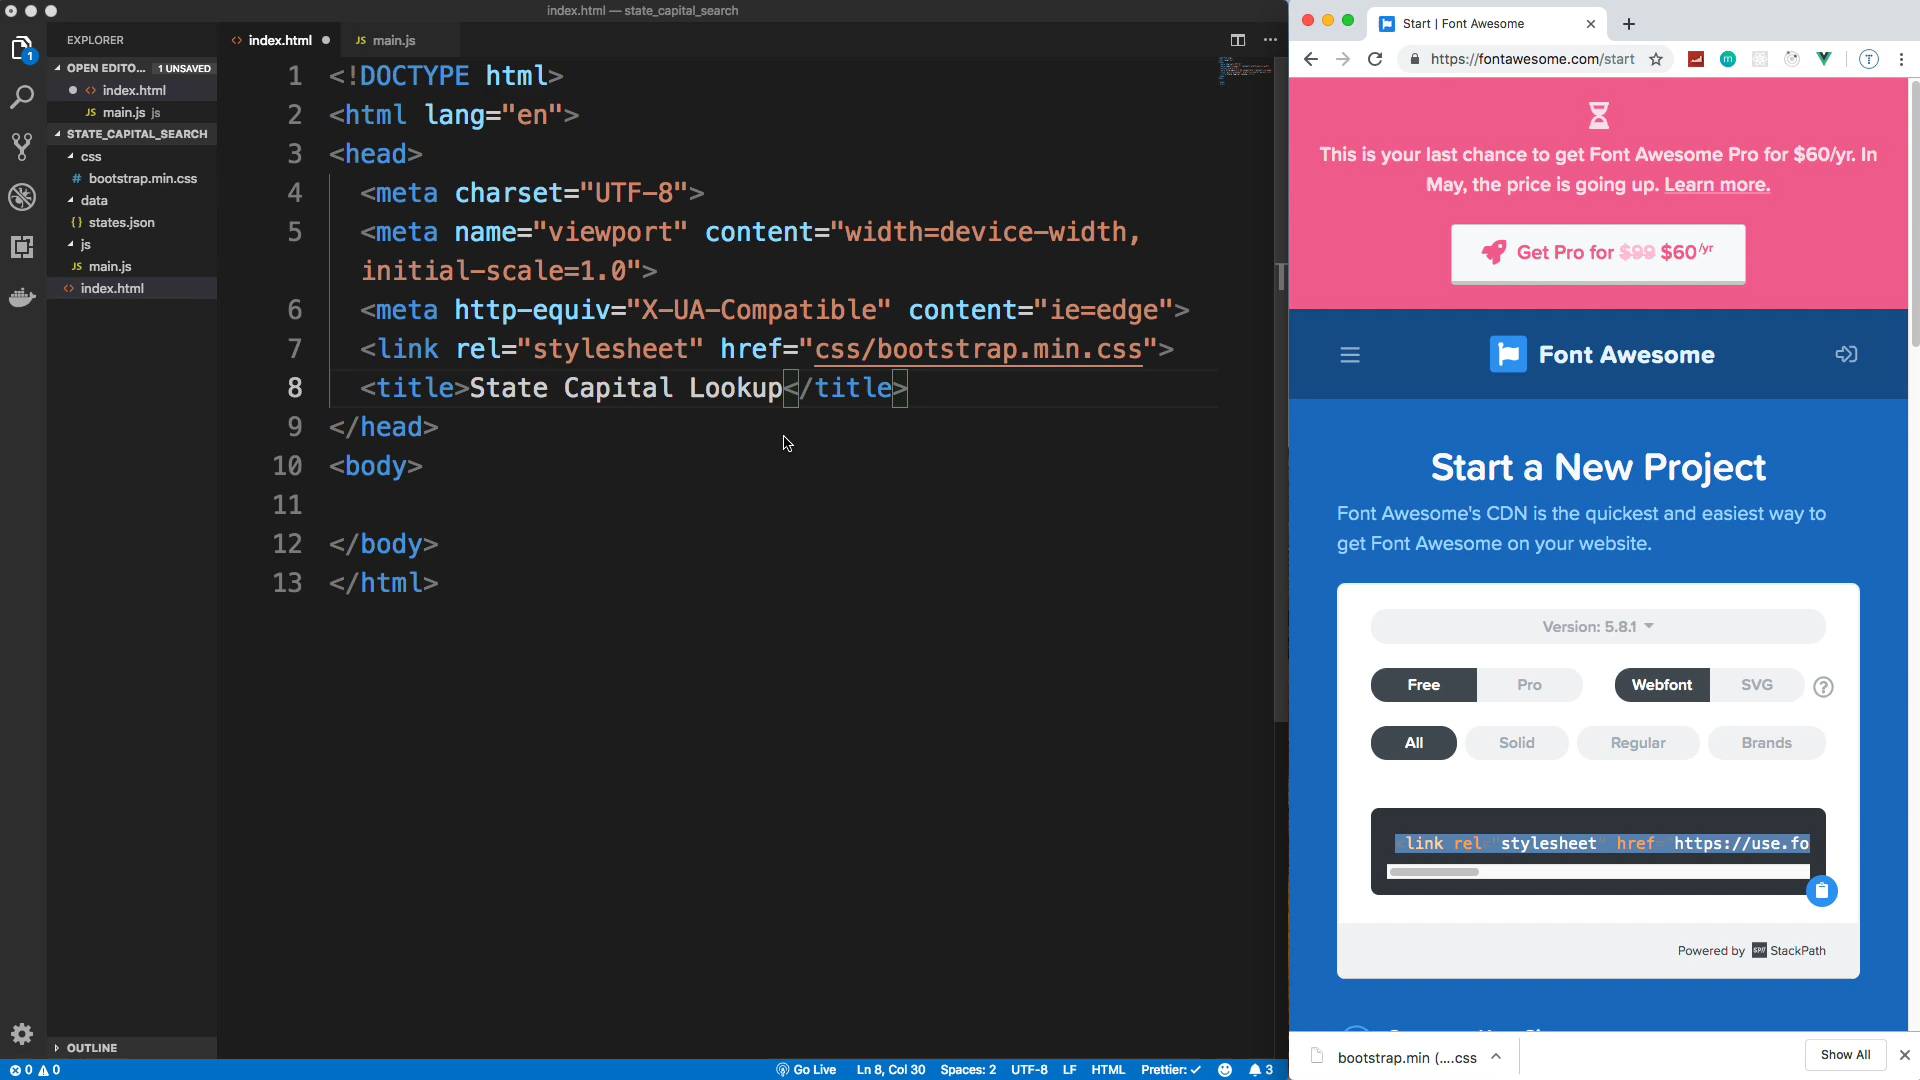 index.html — state_capital_search
EXPLORER
OPEN EDITO... 1 UNSAVED
<> index.html
JS main.js js
STATE_CAPITAL_SEARCH
css
# bootstrap.min.css
data
{} states.json
js
JS main.js
<> index.html
OUTLINE
1
<> index.html
JS main.js
1 <!DOCTYPE html>
2 <html lang="en">
3 <head>
4 <meta charset="UTF-8">
5 <meta name="viewport" content="width=device-width,
initial-scale=1.0">
6 <meta http-equiv="X-UA-Compatible" content="ie=edge">
7 <link rel="stylesheet" href="css/bootstrap.min.css">
8 <title>State Capital Lookup</title>
9 </head>
10 <body>
11
12 </body>
13 </html>
0 0
Go Live Ln 8, Col 30 Spaces: 2 UTF-8 LF HTML Prettier: ✓ 3
Start | Font Awesome
https://fontawesome.com/start
This is your last chance to get Font Awesome Pro for $60/yr. In
May, the price is going up. Learn more.
Get Pro for $99 $60/yr
Font Awesome
Start a New Project
Font Awesome's CDN is the quickest and easiest way to
get Font Awesome on your website.
Version: 5.8.1
Free Pro Webfont SVG ?
All Solid Regular Brands
<link rel="stylesheet" href="https://use.fo
Powered by SP// StackPath
bootstrap.min (....css
Show All